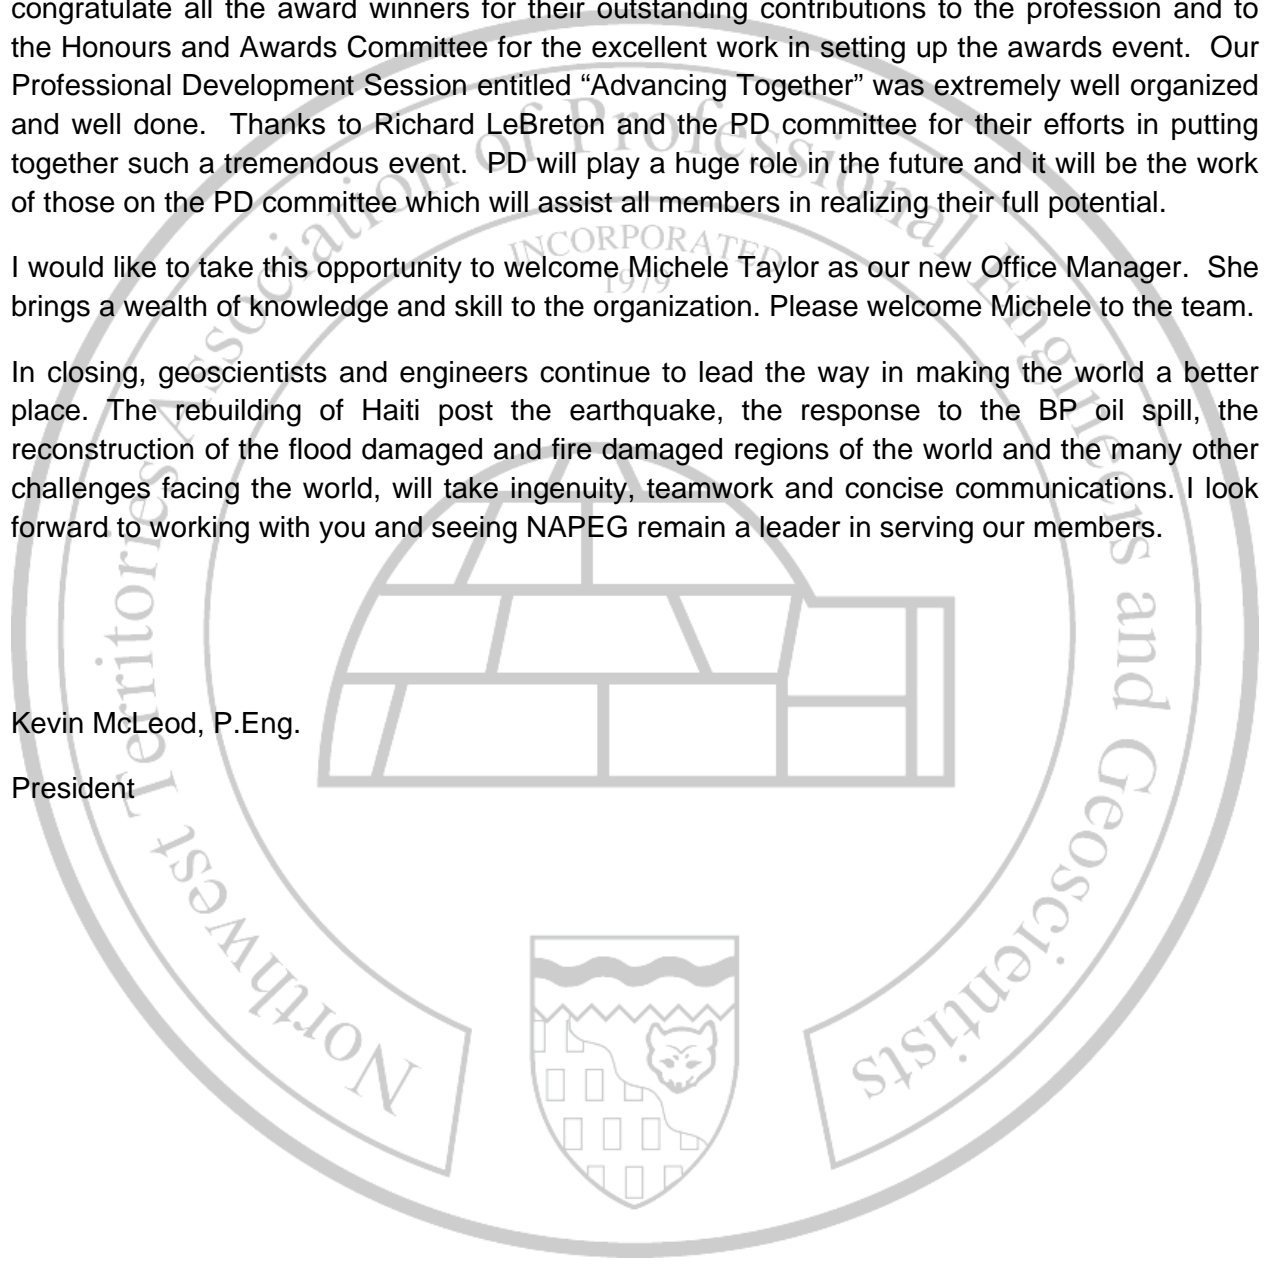 congratulate all the award winners for their outstanding contributions to the profession and to
the Honours and Awards Committee for the excellent work in setting up the awards event.  Our
Professional Development Session entitled “Advancing Together” was extremely well organized
and well done.  Thanks to Richard LeBreton and the PD committee for their efforts in putting
together such a tremendous event.  PD will play a huge role in the future and it will be the work
of those on the PD committee which will assist all members in realizing their full potential.
I would like to take this opportunity to welcome Michele Taylor as our new Office Manager.  She
brings a wealth of knowledge and skill to the organization. Please welcome Michele to the team.
In closing, geoscientists and engineers continue to lead the way in making the world a better
place. The rebuilding of Haiti post the earthquake, the response to the BP oil spill, the
reconstruction of the flood damaged and fire damaged regions of the world and the many other
challenges facing the world, will take ingenuity, teamwork and concise communications. I look
forward to working with you and seeing NAPEG remain a leader in serving our members.
Kevin McLeod, P.Eng.
President
Northwest Territories Association of Professional Engineers and Geoscientists
INCORPORATED
1979